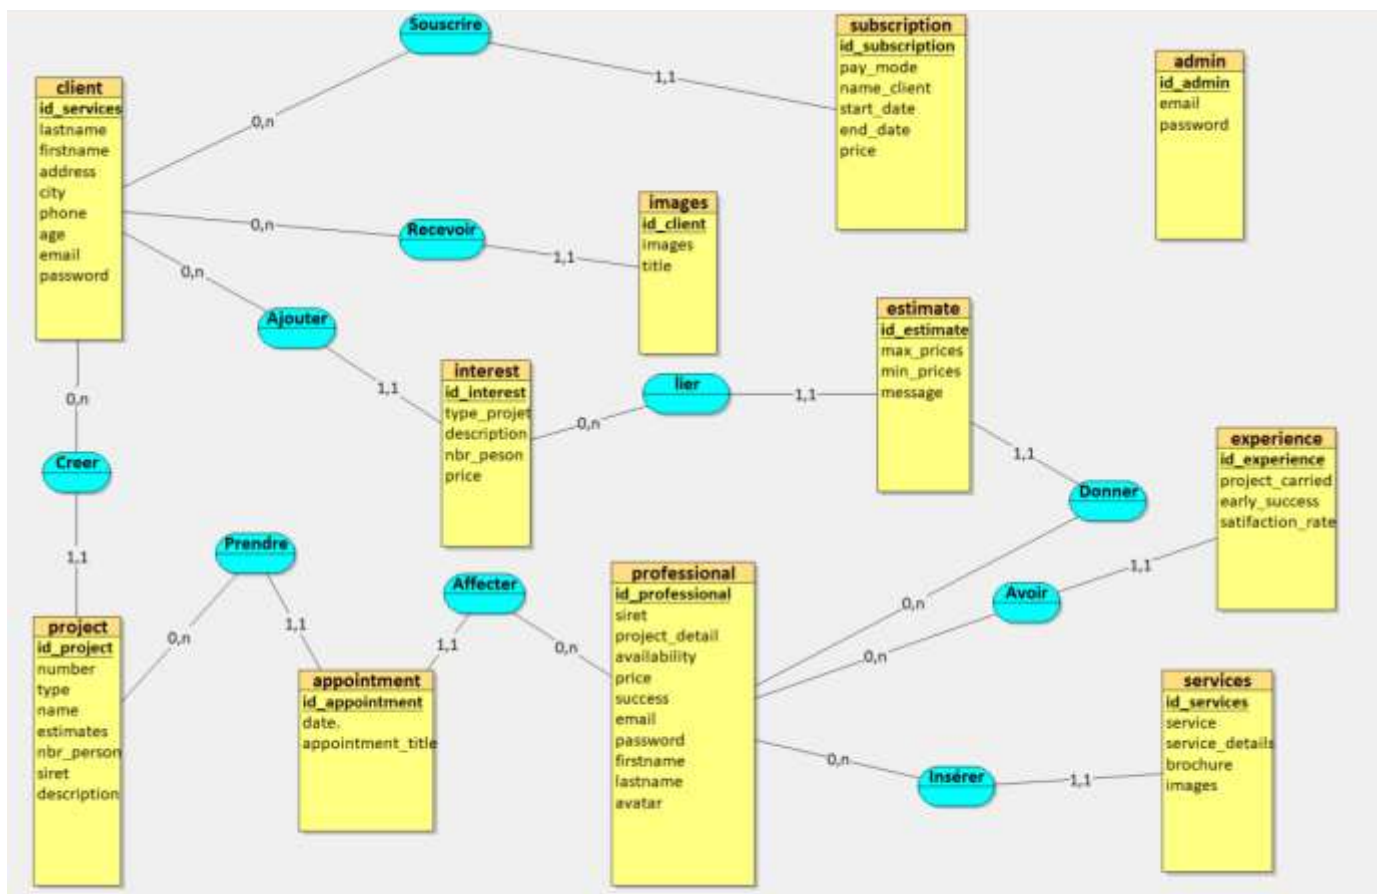 Souscrire
0,n
1,1
subscription
id_subscription
pay_mode
name_client
start_date
end_date
price
admin
id_admin
email
password
client
id_services
lastname
firstname
address
city
phone
age
email
password
0,n
Recevoir
1,1
images
id_client
images
title
0,n
Ajouter
1,1
interest
id_interest
type_projet
description
nbr_peson
price
0,n
lier
1,1
estimate
id_estimate
max_prices
min_prices
message
1,1
Donner
0,n
experience
id_experience
project_carried
early_success
satifaction_rate
1,1
Avoir
0,n
0,n
Creer
1,1
project
id_project
number
type
name
estimates
nbr_person
siret
description
Prendre
0,n
1,1
appointment
id_appointment
date.
appointment_title
Affecter
1,1
0,n
professional
id_professional
siret
project_detail
availability
price
success
email
password
firstname
lastname
avatar
0,n
Insérer
1,1
services
id_services
service
service_details
brochure
images